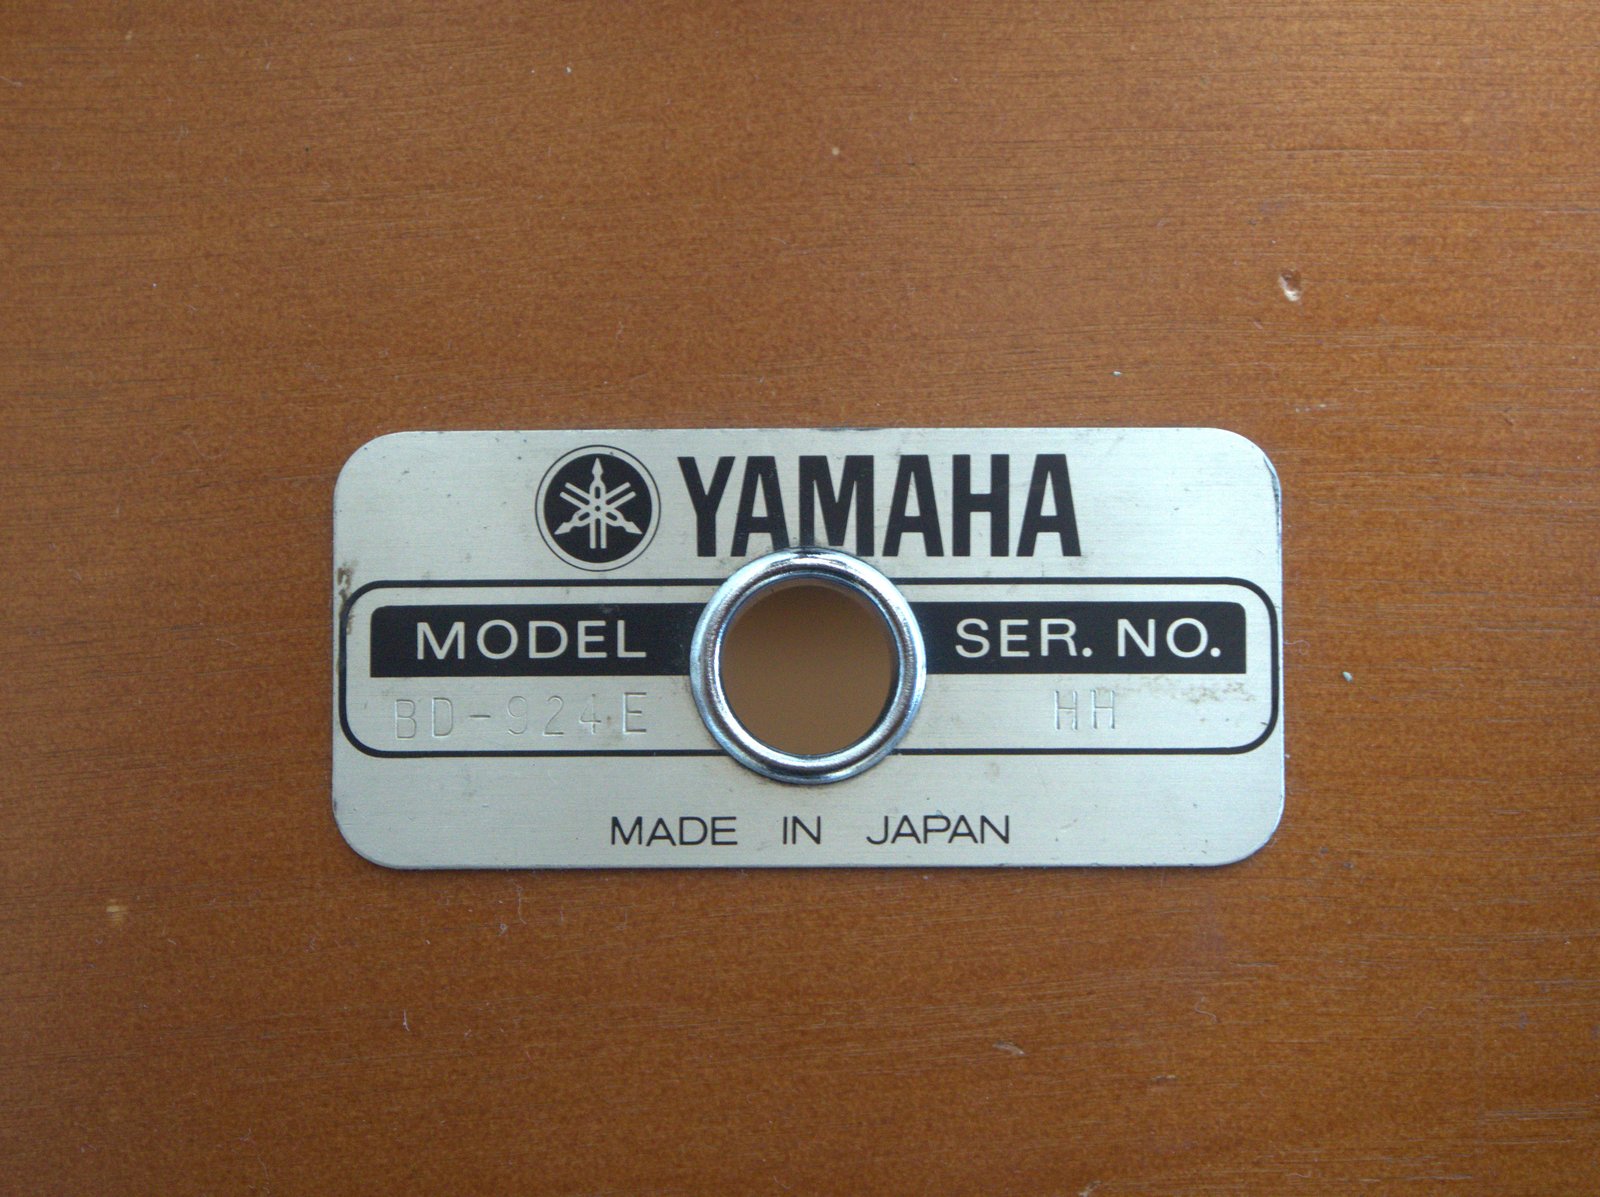 YAMAHA
MODEL SER. NO.
BD-924E HH
MADE IN JAPAN